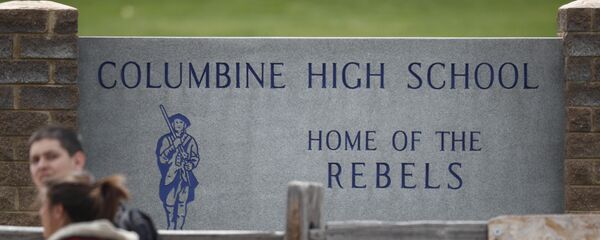 COLUMBINE HIGH SCHOOL
HOME OF THE
REBELS